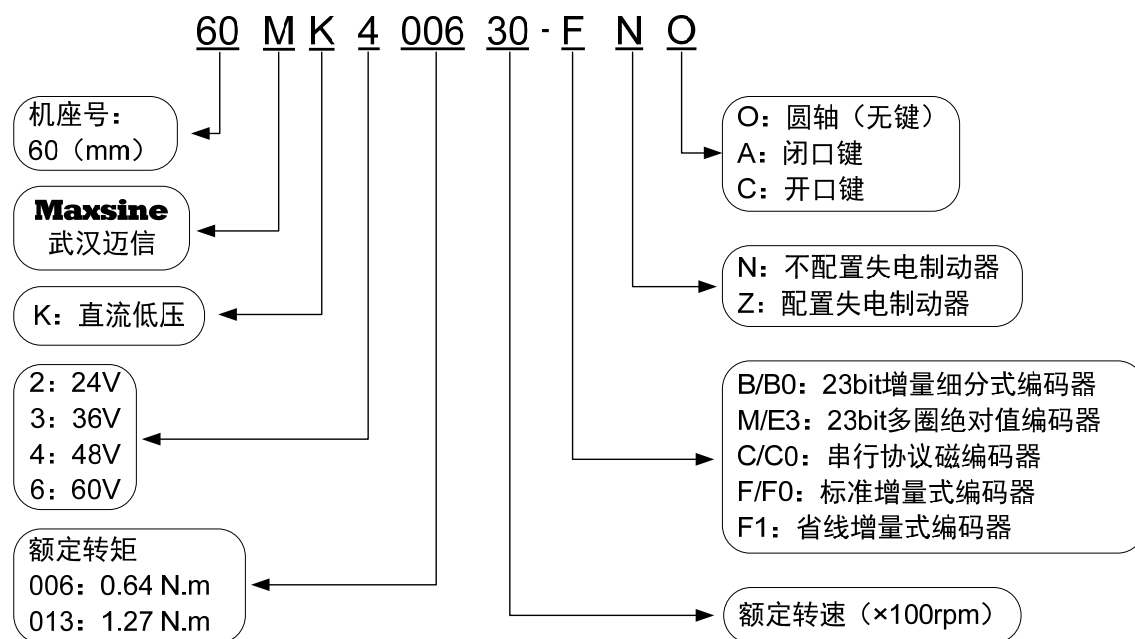 60 M K 4 006 30 - F N O
机座号：
60（mm）
Maxsine
武汉迈信
K：直流低压
2：24V
3：36V
4：48V
6：60V
额定转矩
006：0.64 N.m
013：1.27 N.m
O：圆轴（无键）
A：闭口键
C：开口键
N：不配置失电制动器
Z：配置失电制动器
B/B0：23bit增量细分式编码器
M/E3：23bit多圈绝对值编码器
C/C0：串行协议磁编码器
F/F0：标准增量式编码器
F1：省线增量式编码器
额定转速（×100rpm）